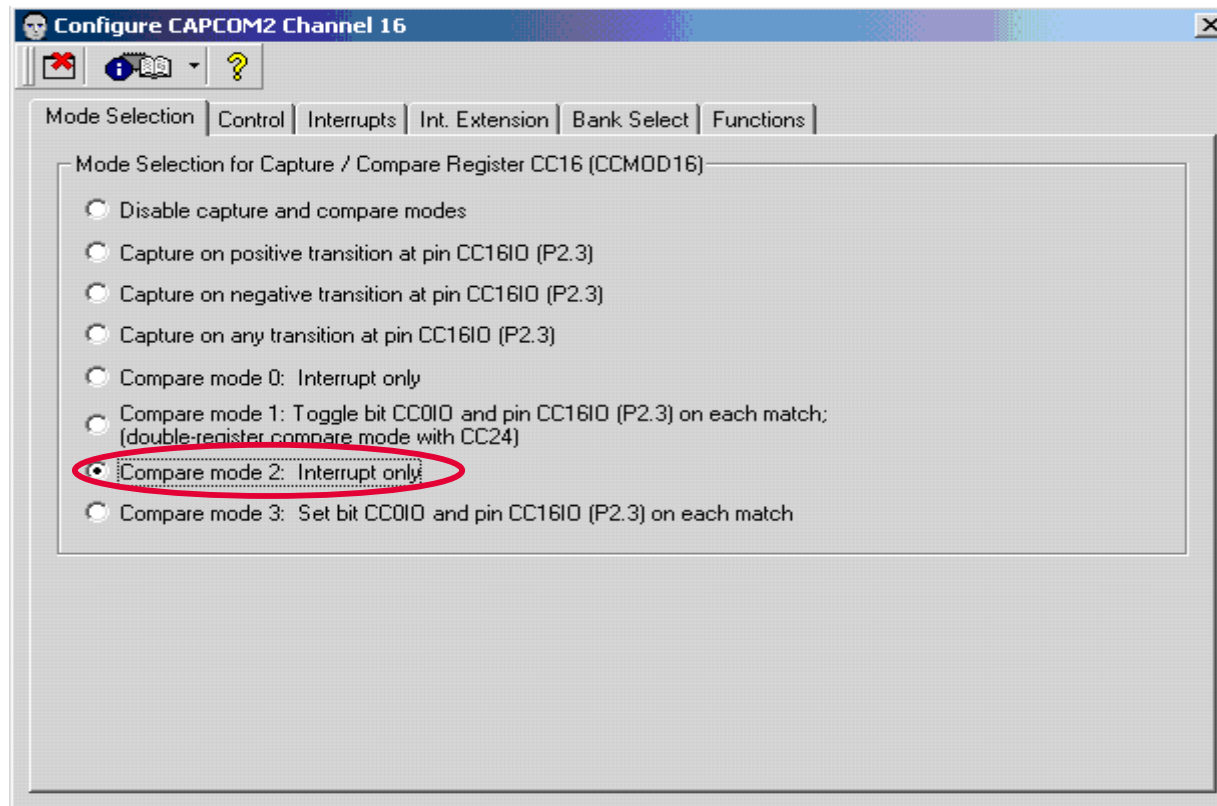 Configure CAPCOM2 Channel 16
Mode Selection Control Interrupts Int. Extension Bank Select Functions
Mode Selection for Capture / Compare Register CC16 (CCMOD16)
Disable capture and compare modes
Capture on positive transition at pin CC16IO (P2.3)
Capture on negative transition at pin CC16IO (P2.3)
Capture on any transition at pin CC16IO (P2.3)
Compare mode 0: Interrupt only
Compare mode 1: Toggle bit CC0IO and pin CC16IO (P2.3) on each match;
(double-register compare mode with CC24)
Compare mode 2: Interrupt only
Compare mode 3: Set bit CC0IO and pin CC16IO (P2.3) on each match